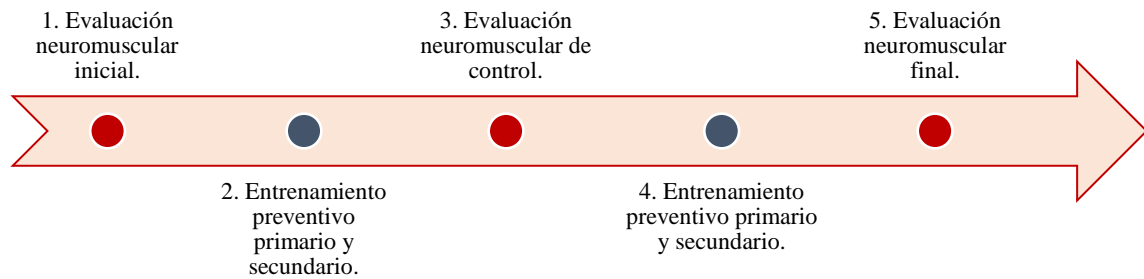 1. Evaluación
neuromuscular
inicial.
2. Entrenamiento
preventivo
primario y
secundario.
3. Evaluación
neuromuscular de
control.
4. Entrenamiento
preventivo primario
y secundario.
5. Evaluación
neuromuscular
final.